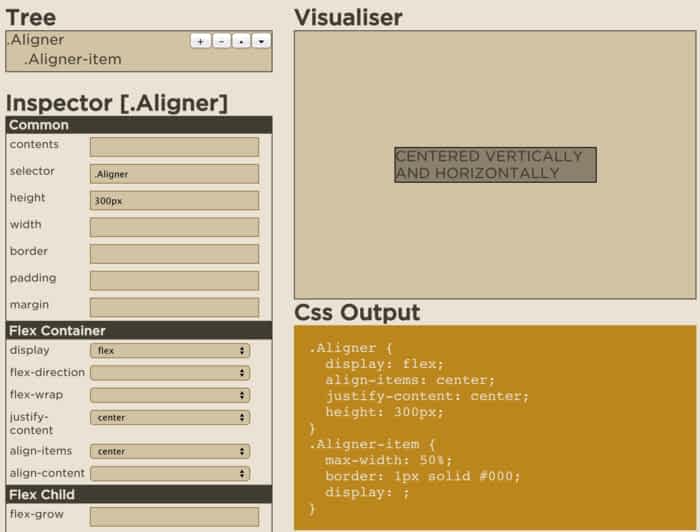 Tree
.Aligner
.Aligner-item
+ −
Inspector [.Aligner]
Common
contents
selector .Aligner
height 300px
width
border
padding
margin
Flex Container
display flex
flex-direction
flex-wrap
justify-
content center
align-items center
align-content
Flex Child
flex-grow
Visualiser
CENTERED VERTICALLY
AND HORIZONTALLY
Css Output
.Aligner {
display: flex;
align-items: center;
justify-content: center;
height: 300px;
}
.Aligner-item {
max-width: 50%;
border: 1px solid #000;
display: ;
}